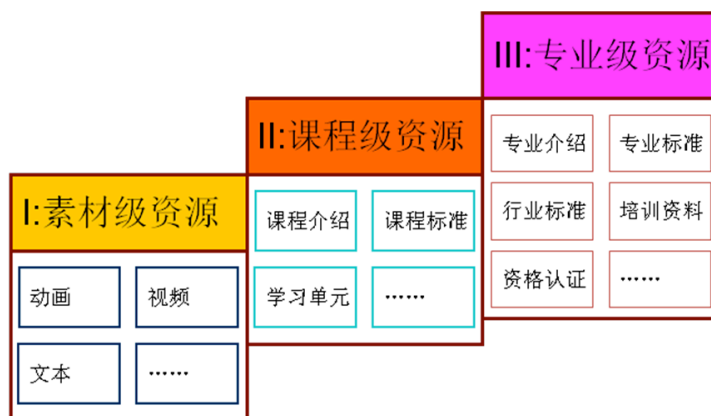 I:素材级资源
动画
视频
文本
……
II:课程级资源
课程介绍
课程标准
学习单元
……
III:专业级资源
专业介绍
专业标准
行业标准
培训资料
资格认证
……